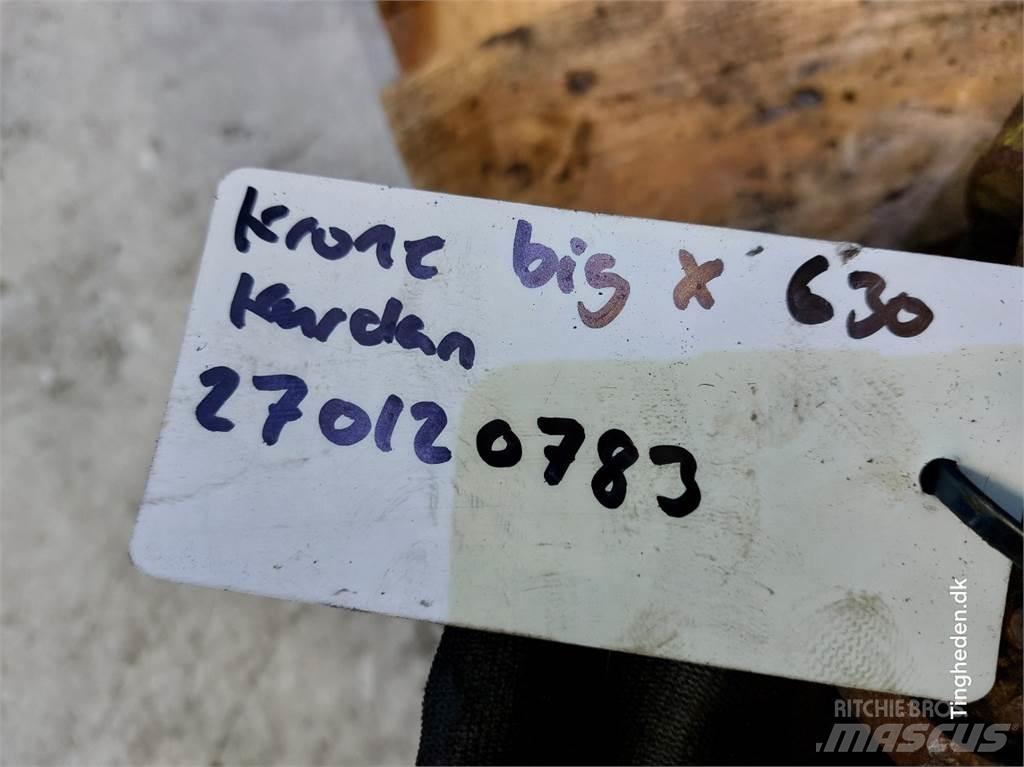 Krone big x 630
Kardan
270120783
Tingheden.dk
RITCHIE BROS
MASCUS